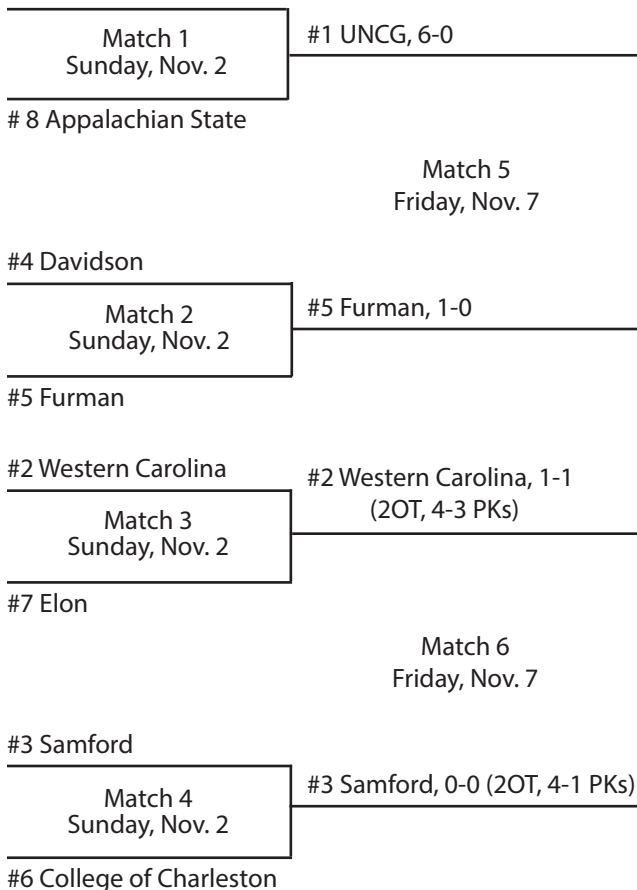 Match 1
Sunday, Nov. 2
#1 UNCG, 6-0
# 8 Appalachian State
Match 5
Friday, Nov. 7
#4 Davidson
Match 2
Sunday, Nov. 2
#5 Furman, 1-0
#5 Furman
#2 Western Carolina
#2 Western Carolina, 1-1
(2OT, 4-3 PKs)
Match 3
Sunday, Nov. 2
#7 Elon
Match 6
Friday, Nov. 7
#3 Samford
#3 Samford, 0-0 (2OT, 4-1 PKs)
Match 4
Sunday, Nov. 2
#6 College of Charleston